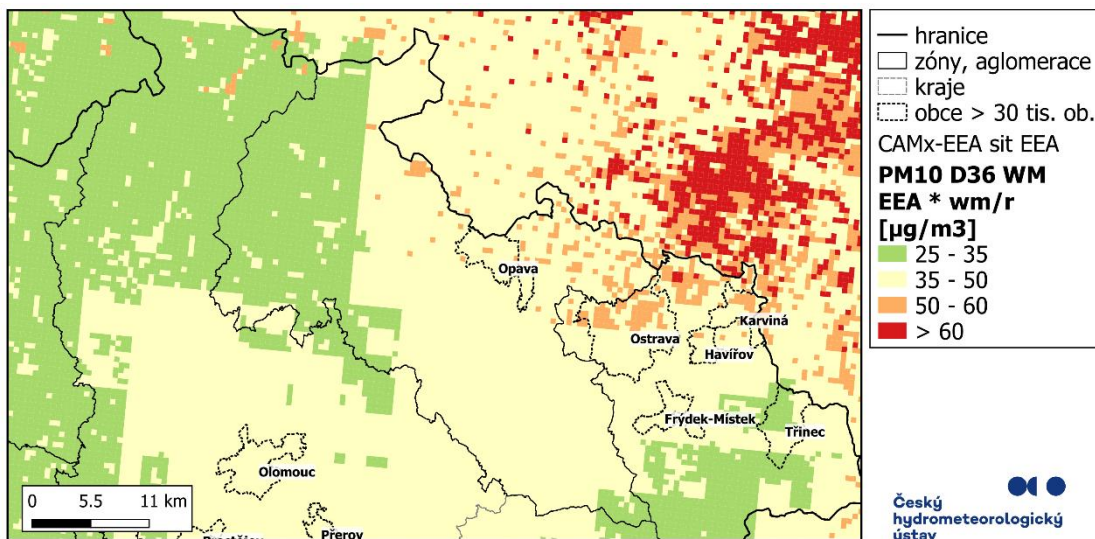 hranice
zóny, aglomerace
kraje
obce > 30 tis. ob.
CAMx-EEA sit EEA
PM10 D36 WM
EEA * wm/r
[µg/m3]
25 - 35
35 - 50
50 - 60
> 60
Opava
Karviná
Ostrava
Havířov
Frýdek-Místek
Třinec
Olomouc
0 5.5 11 km
Přerov
Český
hydrometeorologický
ústav